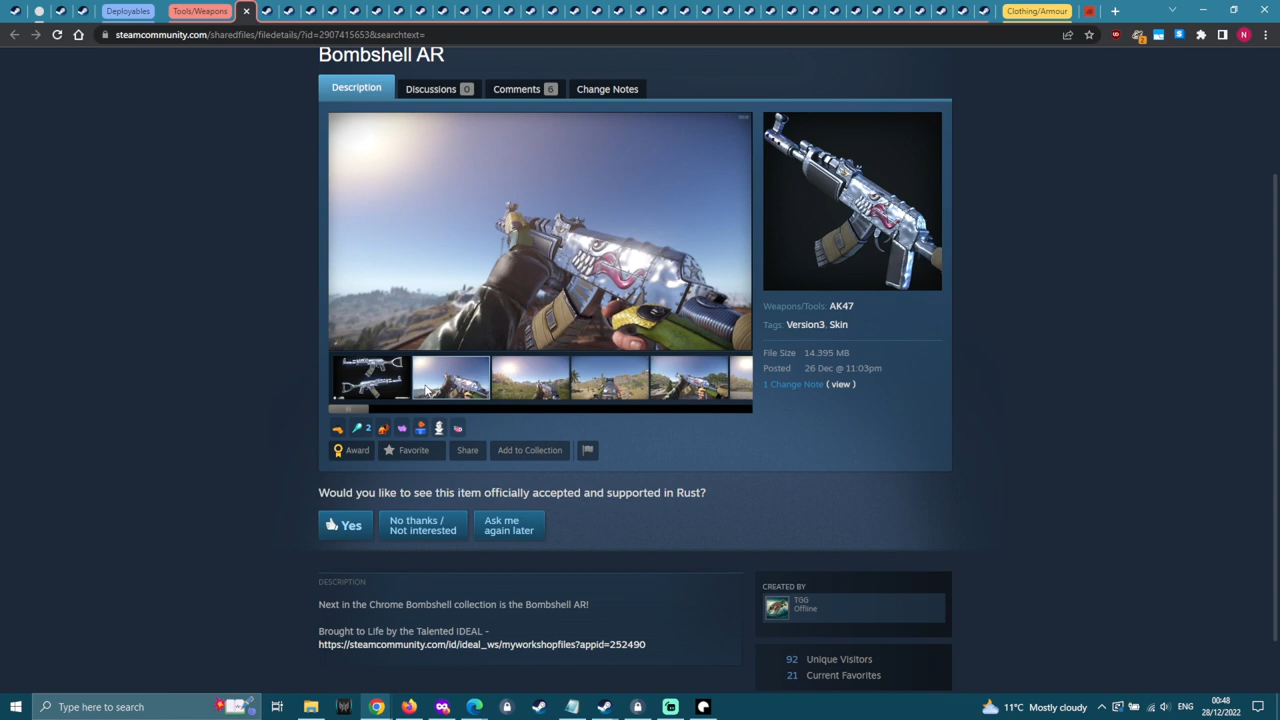 Deployables
Tools/Weapons
Clothing/Armour
steamcommunity.com/sharedfiles/filedetails/?id=2907415653&searchtext=
Bombshell AR
Description
Discussions 0
Comments 6
Change Notes
Weapons/Tools: AK47
Tags: Version3, Skin
File Size 14.395 MB
Posted 26 Dec @ 11:03pm
1 Change Note ( view )
2
Award
Favorite
Share
Add to Collection
Would you like to see this item officially accepted and supported in Rust?
Yes
No thanks /
Not interested
Ask me
again later
DESCRIPTION
Next in the Chrome Bombshell collection is the Bombshell AR!
Brought to Life by the Talented IDEAL -
https://steamcommunity.com/id/ideal_ws/myworkshopfiles?appid=252490
CREATED BY
TGG
Offline
92 Unique Visitors
21 Current Favorites
Type here to search
11°C Mostly cloudy
ENG
00:48
28/12/2022